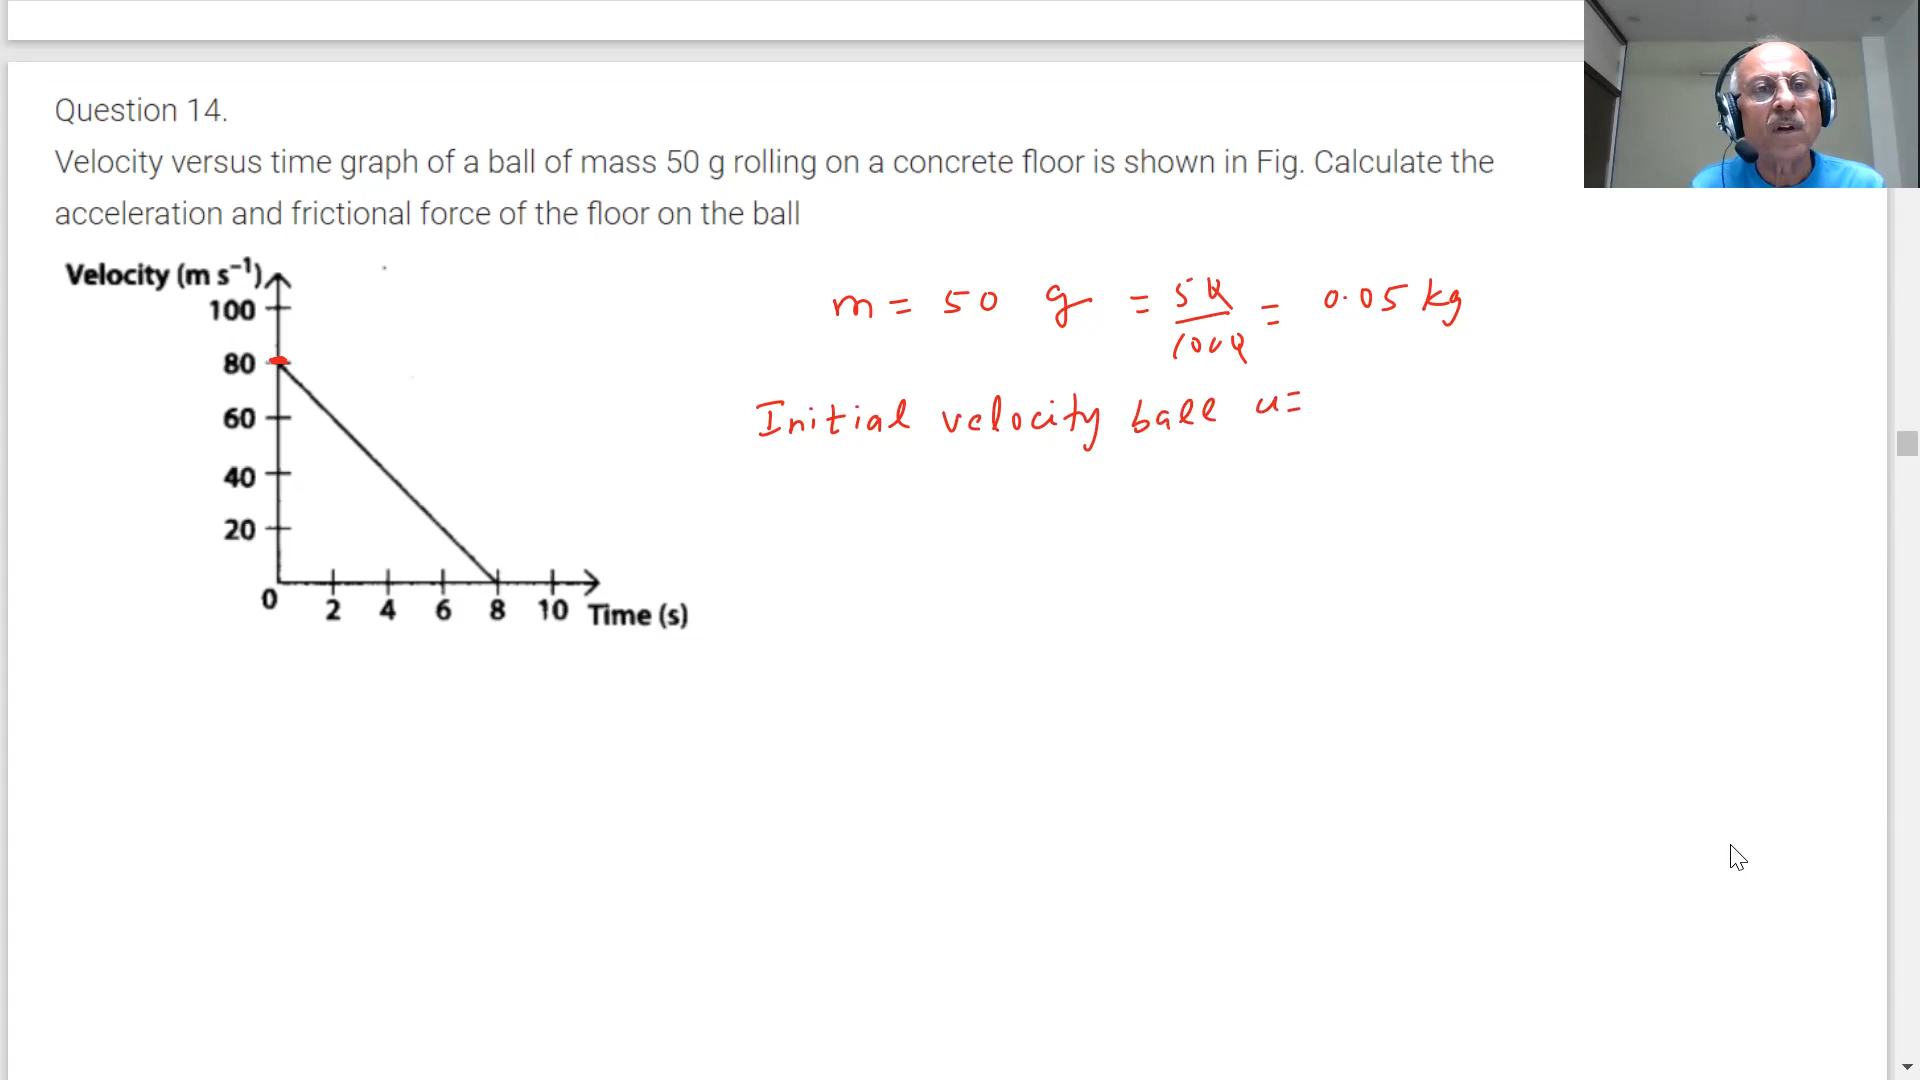 Question 14.
Velocity versus time graph of a ball of mass 50 g rolling on a concrete floor is shown in Fig. Calculate the
acceleration and frictional force of the floor on the ball
Velocity (m s⁻¹)
100
80
60
40
20
0
2 4 6 8 10 Time (s)
m = 50 g = 50/1000 = 0.05 kg
Initial velocity ball u=